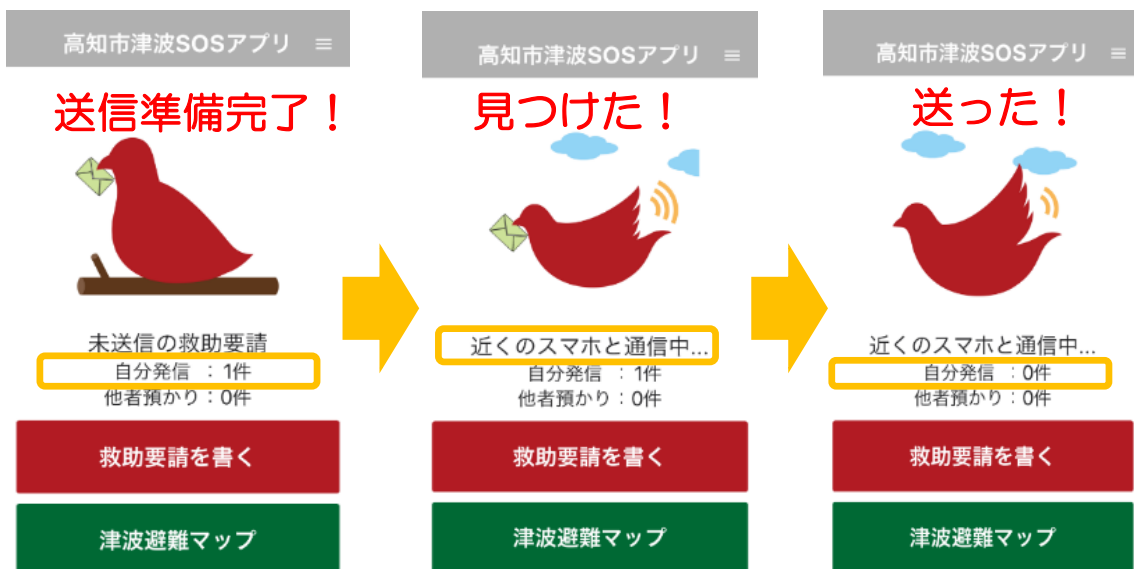 高知市津波SOSアプリ
送信準備完了！
未送信の救助要請
自分発信 ：1件
他者預かり：0件
救助要請を書く
津波避難マップ
高知市津波SOSアプリ
見つけた！
近くのスマホと通信中...
自分発信 ：1件
他者預かり：0件
救助要請を書く
津波避難マップ
高知市津波SOSアプリ
送った！
近くのスマホと通信中...
自分発信 ：0件
他者預かり：0件
救助要請を書く
津波避難マップ